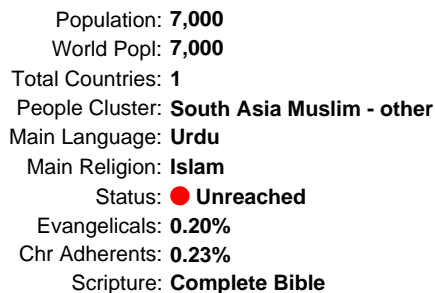 Population: 7,000
World Popl: 7,000
Total Countries: 1
People Cluster: South Asia Muslim - other
Main Language: Urdu
Main Religion: Islam
Status: Unreached
Evangelicals: 0.20%
Chr Adherents: 0.23%
Scripture: Complete Bible